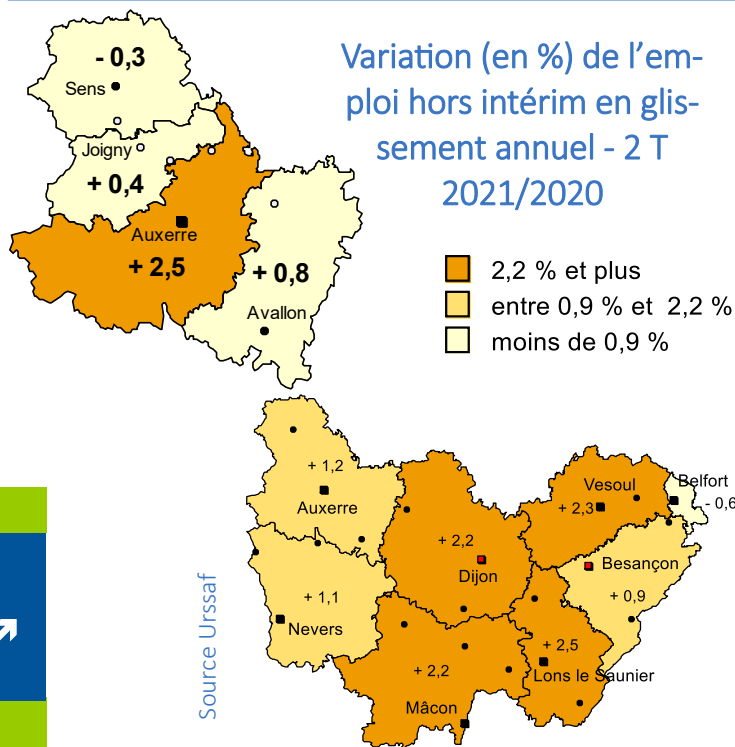 Variation (en %) de l'em-
ploi hors intérim en glis-
sement annuel - 2 T
2021/2020
- 0,3
Sens
Joigny
+ 0,4
Auxerre
+ 2,5
+ 0,8
Avallon
2,2 % et plus
entre 0,9 % et 2,2 %
moins de 0,9 %
+ 1,2
Auxerre
+ 2,2
Dijon
Vesoul
+ 2,3
Belfort
- 0,6
Besançon
+ 0,9
+ 1,1
Nevers
+ 2,2
Mâcon
+ 2,5
Lons le Saunier
Source Urssaf